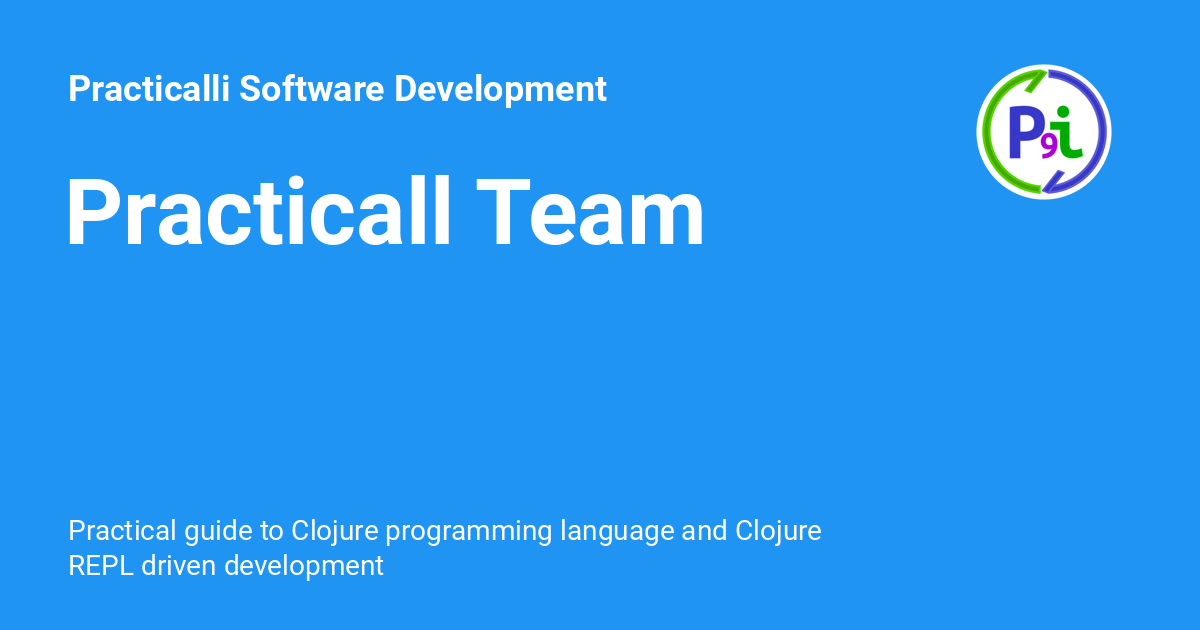 Practicalli Software Development
P9i
Practicall Team
Practical guide to Clojure programming language and Clojure
REPL driven development